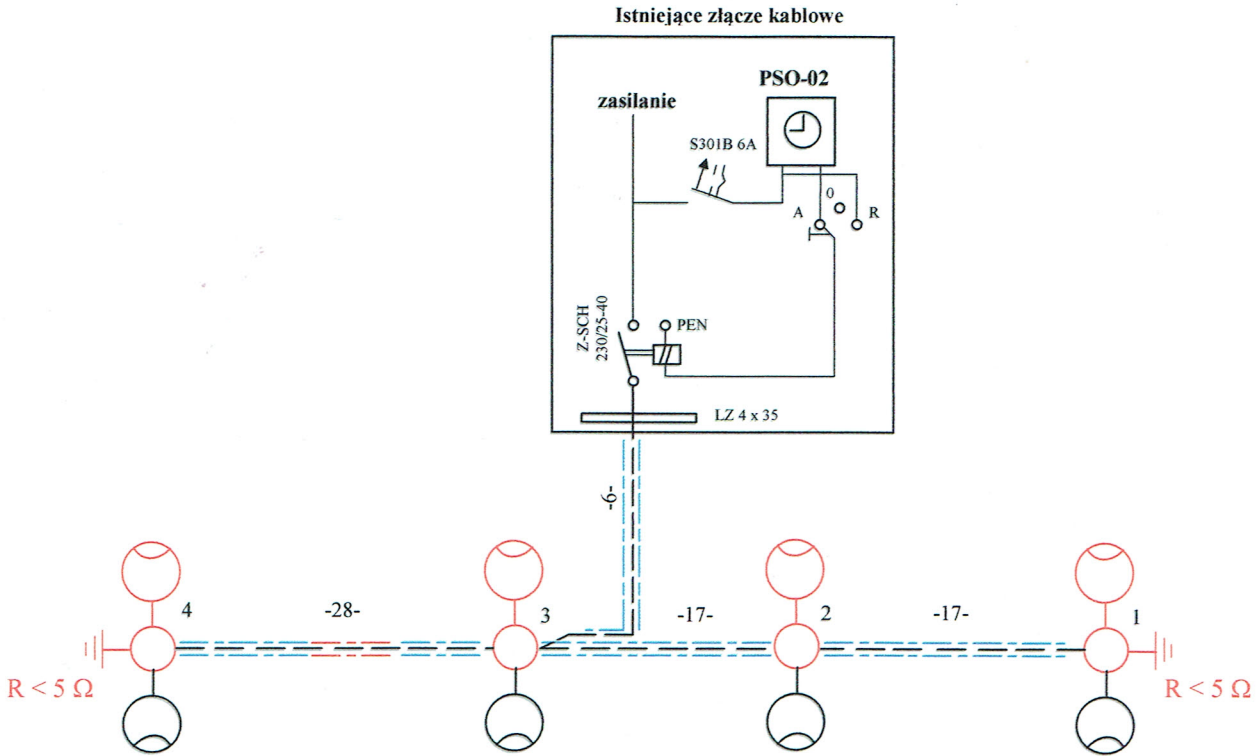 Istniejące złącze kablowe
PSO-02
zasilanie
S301B 6A
0
A
R
Z-SCH
230/25-40
PEN
LZ 4 x 35
-6-
4
-28-
3
-17-
2
-17-
1
R < 5 Ω
R < 5 Ω